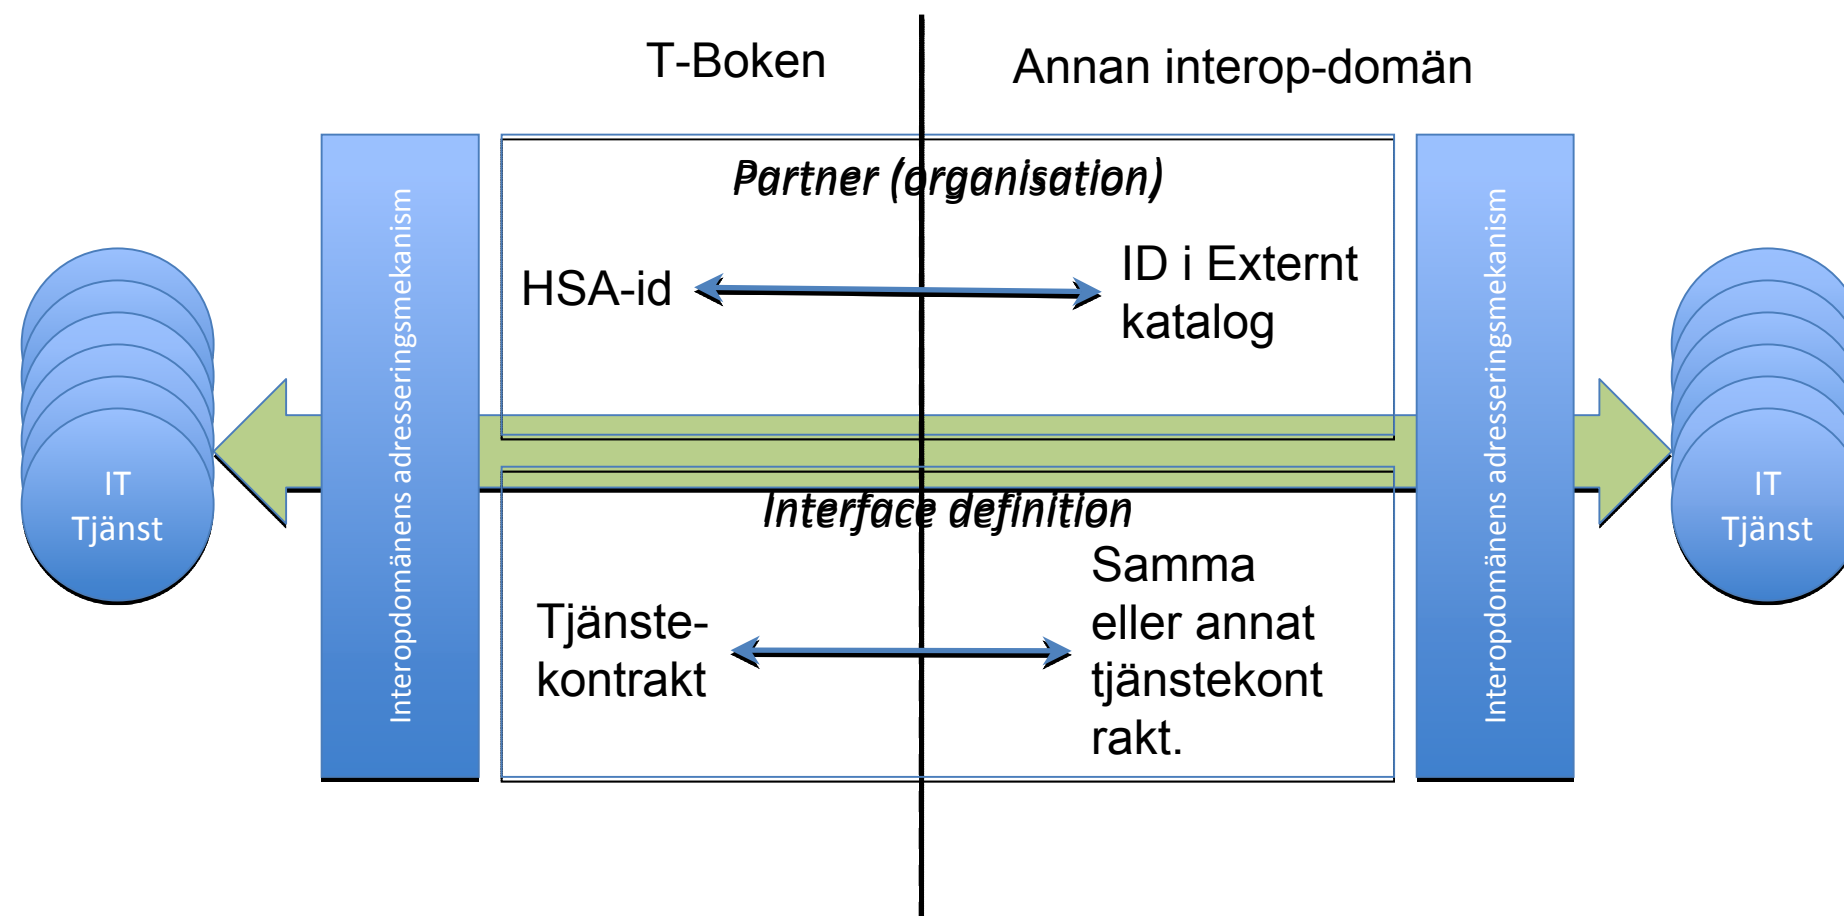 T-Boken
Annan interop-domän
Partner (organisation)
HSA-id
ID i Externt
katalog
Interopdomänens adresseringsmekanism
Interopdomänens adresseringsmekanism
IT
Tjänst
IT
Tjänst
Interface definition
Tjänste-
kontrakt
Samma
eller annat
tjänstekont
rakt.